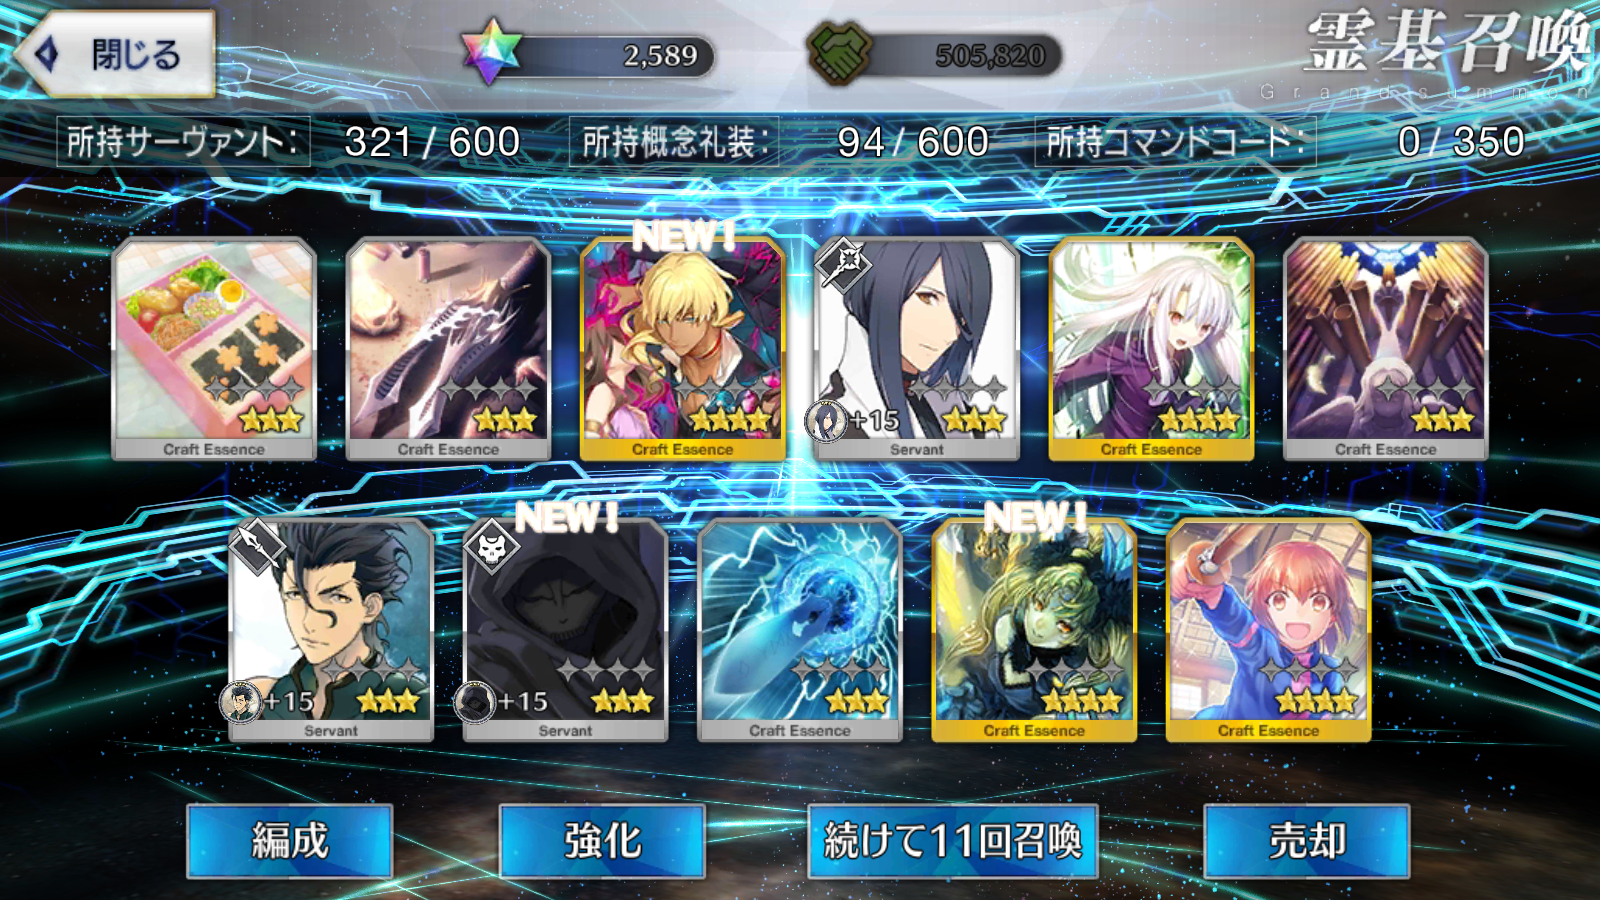 閉じる
2,589
505,820
霊基召喚
Grand summon
所持サーヴァント:
321 / 600
所持概念礼装:
94 / 600
所持コマンドコード:
0 / 350
NEW!
+15
Craft Essence
Craft Essence
Craft Essence
Servant
Craft Essence
Craft Essence
NEW!
NEW!
+15
+15
Servant
Servant
Craft Essence
Craft Essence
Craft Essence
編成
強化
続けて11回召喚
売却